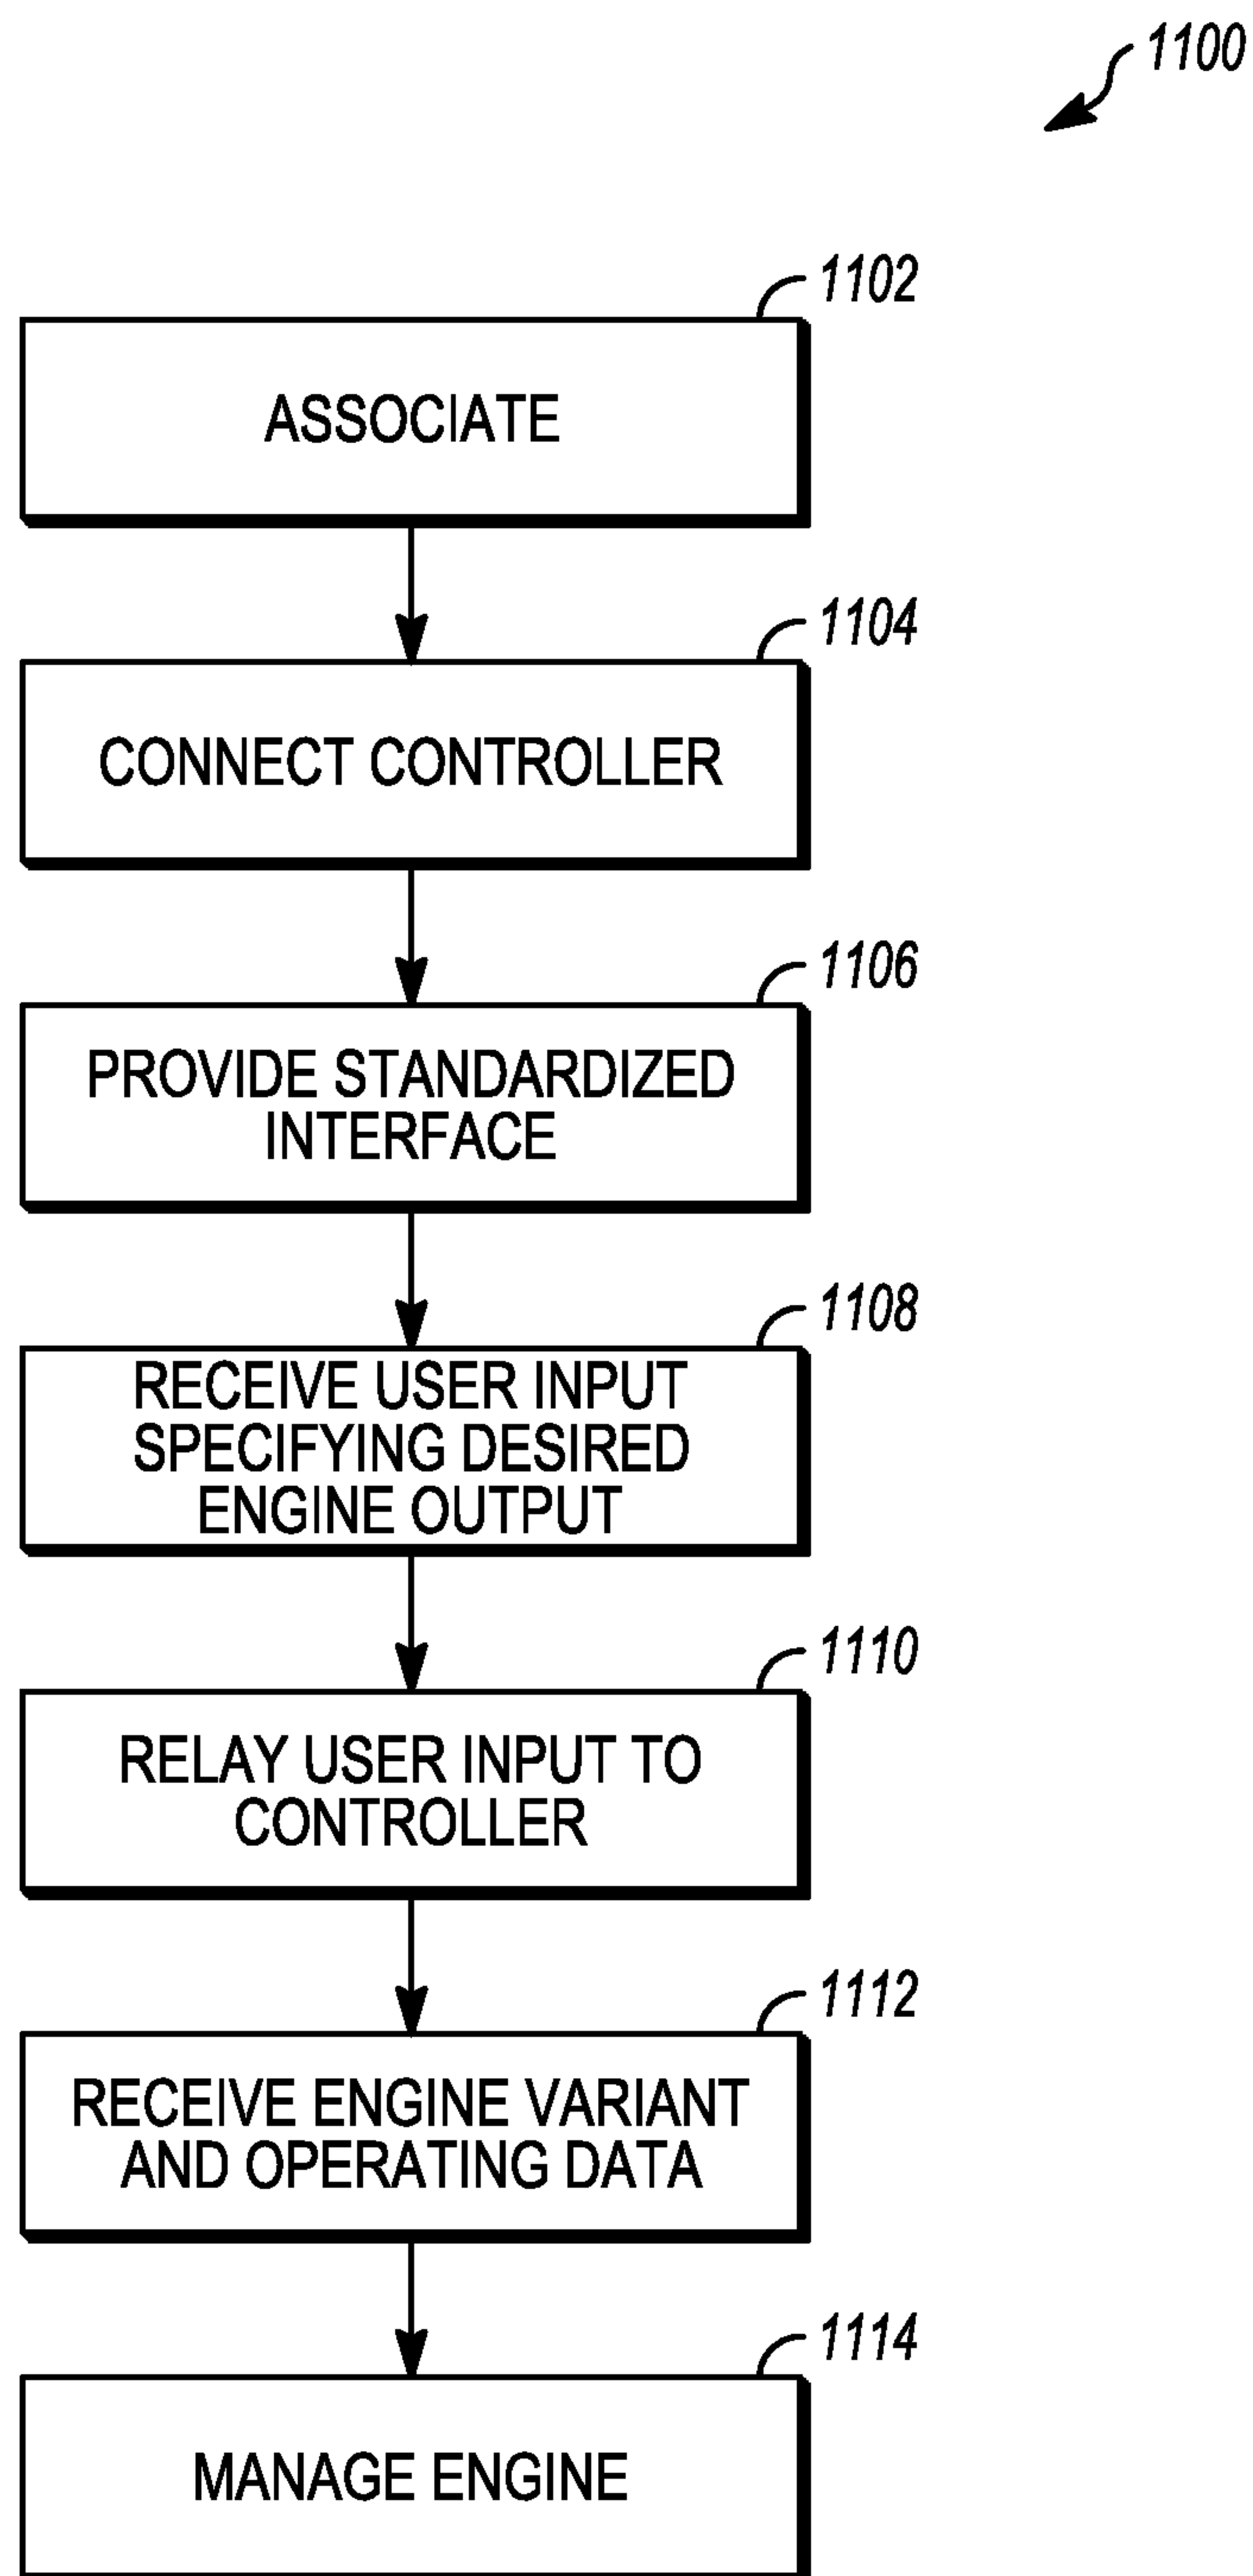 1100
1102
ASSOCIATE
1104
CONNECT CONTROLLER
1106
PROVIDE STANDARDIZED
INTERFACE
1108
RECEIVE USER INPUT
SPECIFYING DESIRED
ENGINE OUTPUT
1110
RELAY USER INPUT TO
CONTROLLER
1112
RECEIVE ENGINE VARIANT
AND OPERATING DATA
1114
MANAGE ENGINE